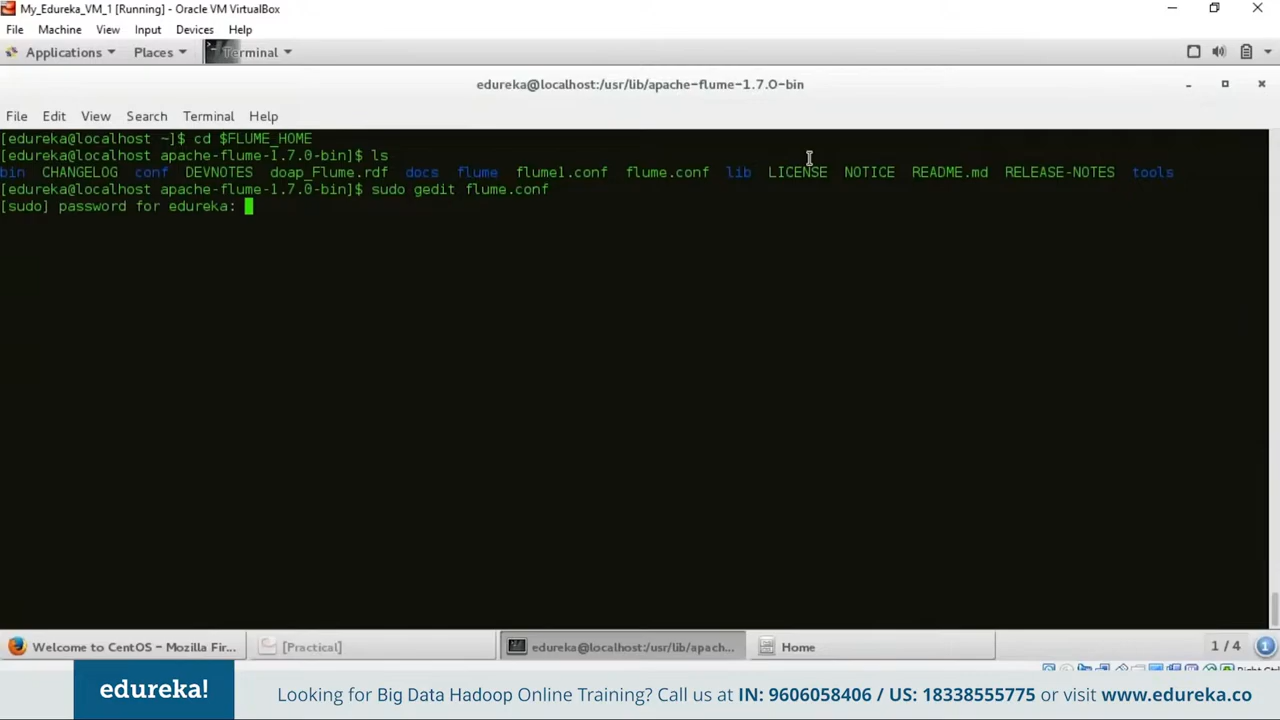 My_Edureka_VM_1 [Running] - Oracle VM VirtualBox
File Machine View Input Devices Help
Applications Places Terminal
edureka@localhost:/usr/lib/apache-flume-1.7.0-bin
File Edit View Search Terminal Help
[edureka@localhost ~]$ cd $FLUME_HOME
[edureka@localhost apache-flume-1.7.0-bin]$ ls
bin CHANGELOG conf DEVNOTES doap_Flume.rdf docs flume flume1.conf flume.conf lib LICENSE NOTICE README.md RELEASE-NOTES tools
[edureka@localhost apache-flume-1.7.0-bin]$ sudo gedit flume.conf
[sudo] password for edureka:
Welcome to CentOS - Mozilla Fir... [Practical] edureka@localhost:/usr/lib/apach... Home 1 / 4 1
edureka! Looking for Big Data Hadoop Online Training? Call us at IN: 9606058406 / US: 18338555775 or visit www.edureka.co